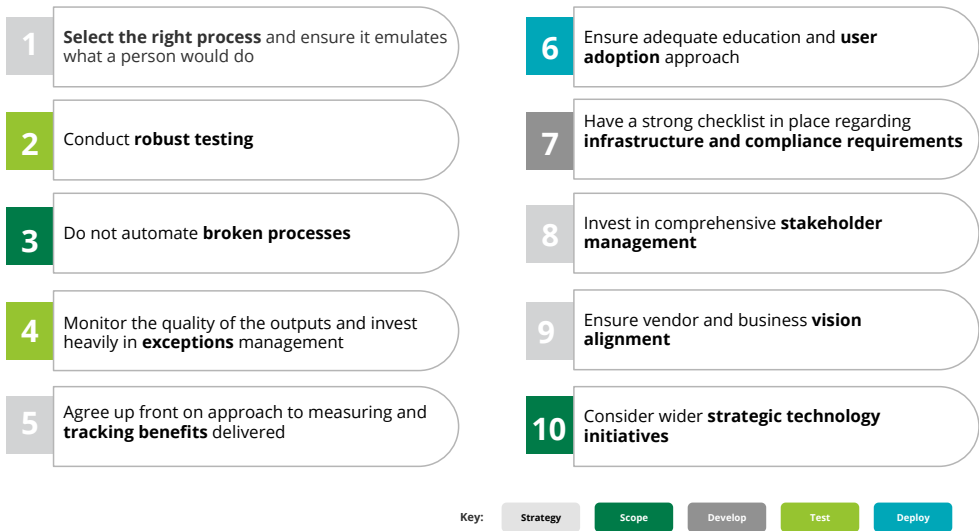 1
Select the right process and ensure it emulates
what a person would do
2
Conduct robust testing
3
Do not automate broken processes
4
Monitor the quality of the outputs and invest
heavily in exceptions management
5
Agree up front on approach to measuring and
tracking benefits delivered
6
Ensure adequate education and user
adoption approach
7
Have a strong checklist in place regarding
infrastructure and compliance requirements
8
Invest in comprehensive stakeholder
management
9
Ensure vendor and business vision
alignment
10
Consider wider strategic technology
initiatives
Key: Strategy Scope Develop Test Deploy